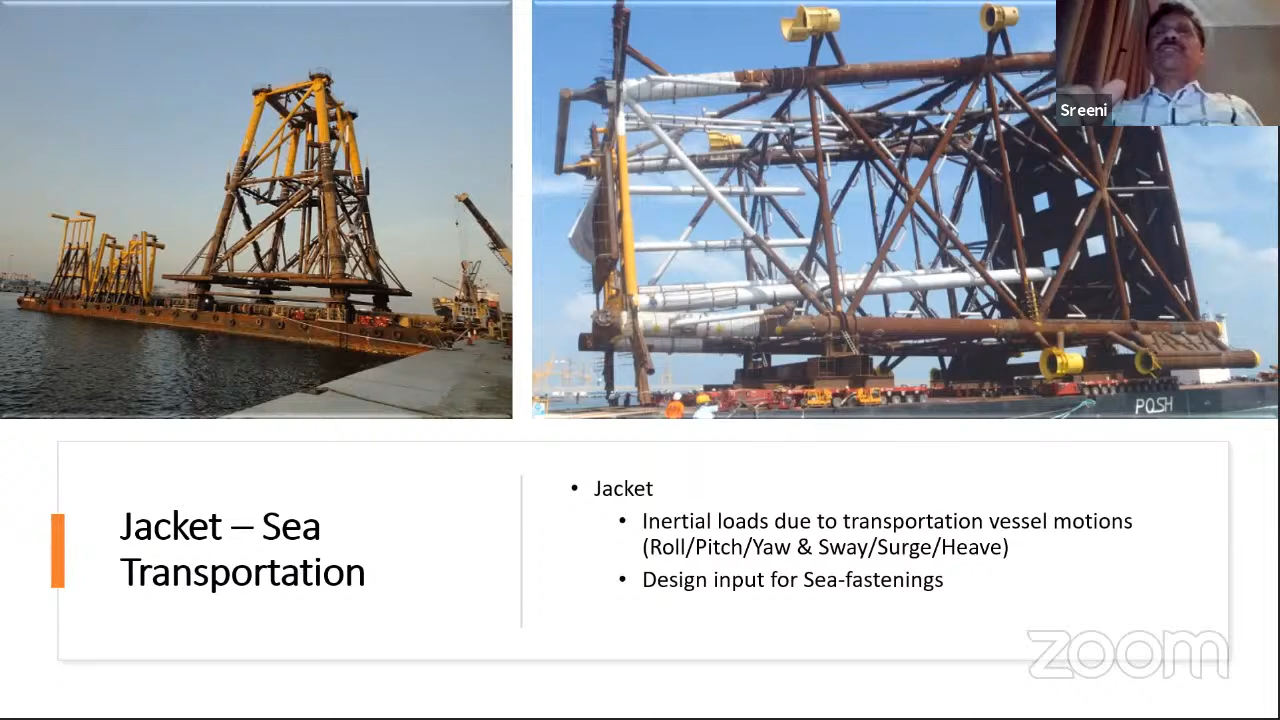 Sreeni
POSH
Jacket – Sea
Transportation
• Jacket
• Inertial loads due to transportation vessel motions
(Roll/Pitch/Yaw & Sway/Surge/Heave)
• Design input for Sea-fastenings
zoom